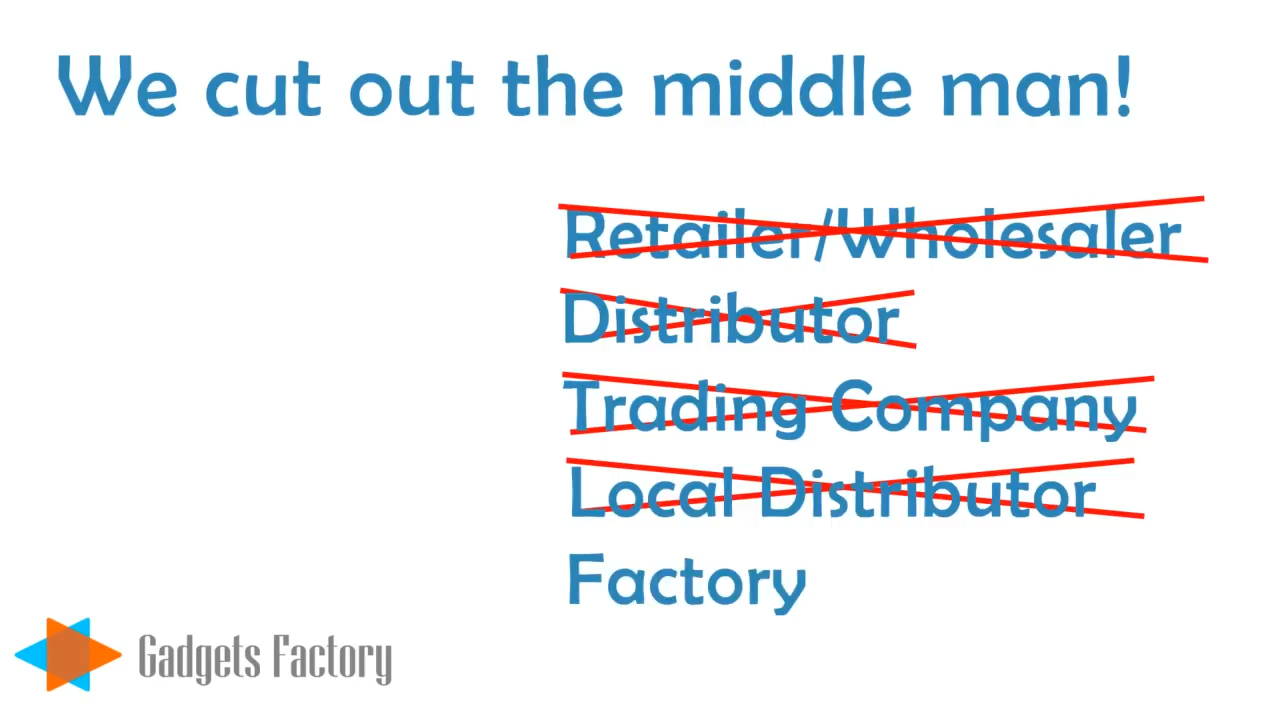 We cut out the middle man!
Retailer/Wholesaler
Distributor
Trading Company
Local Distributor
Factory
Gadgets Factory